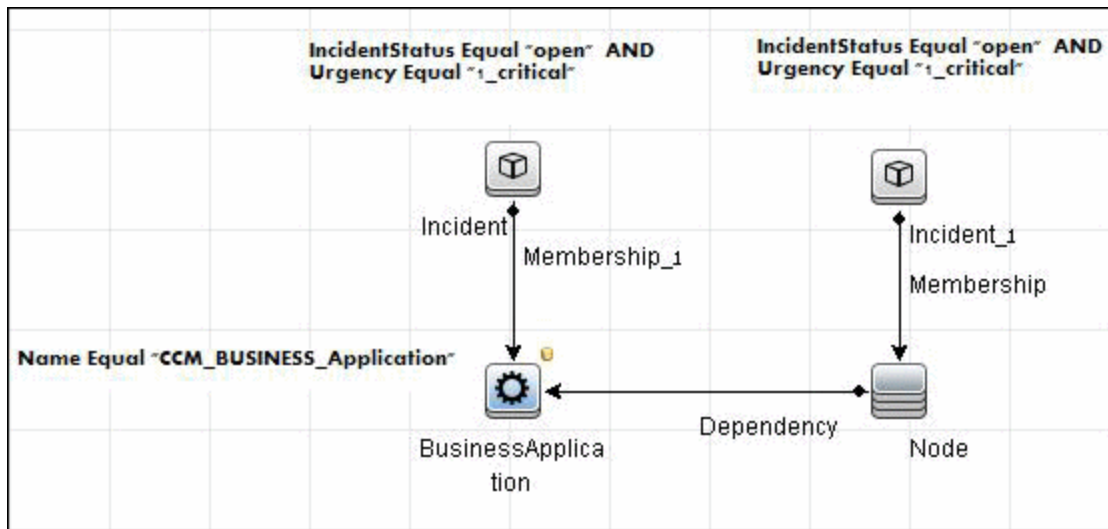 IncidentStatus Equal "open" AND
Urgency Equal "1_critical"
IncidentStatus Equal "open" AND
Urgency Equal "1_critical"
Incident
Membership_1
Incident_1
Membership
Name Equal "CCM_BUSINESS_Application"
BusinessApplica
tion
Dependency
Node